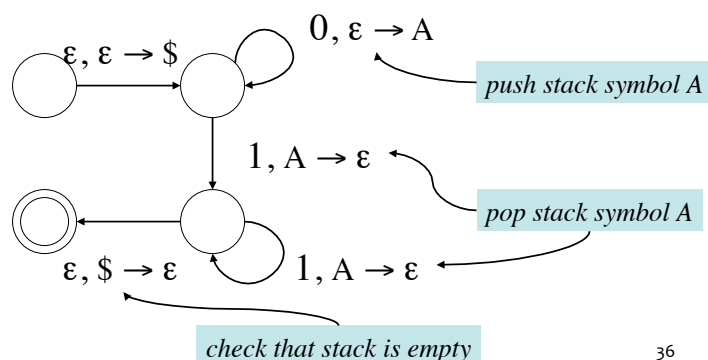 0, ε → A
ε, ε → $
push stack symbol A
1, A → ε
pop stack symbol A
ε, $ → ε
1, A → ε
check that stack is empty
36